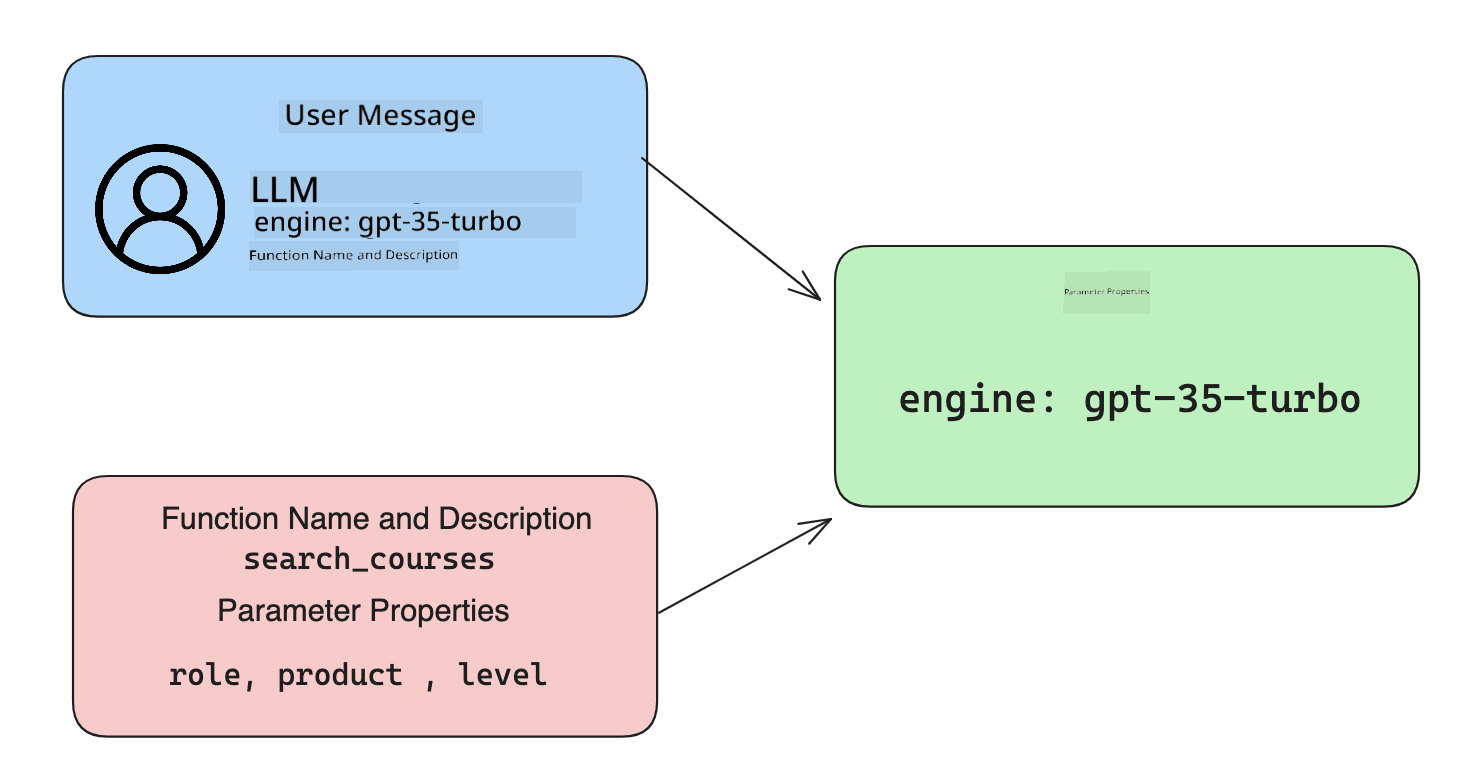 User Message
LLM
engine: gpt-35-turbo
Function Name and Description
Parameter Properties
engine: gpt-35-turbo
Function Name and Description
search_courses
Parameter Properties
role, product , level